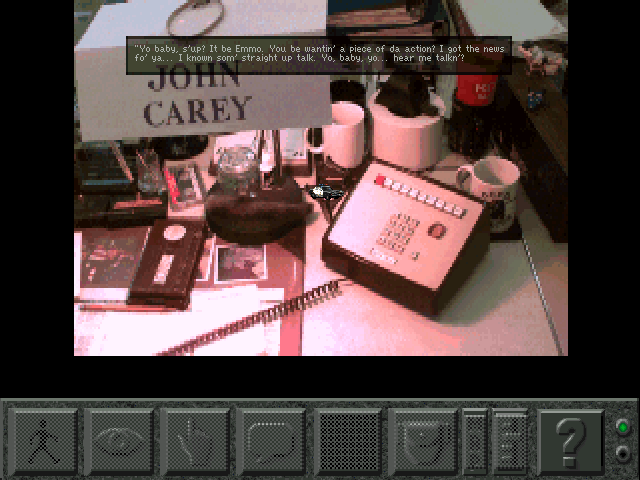 "Yo baby, s'up? It be Emmo. You be wantin' a piece of da action? I got the news
fo' ya... I known som' straight up talk. Yo, baby, yo... hear me talkn'?
JOHN
CAREY
?